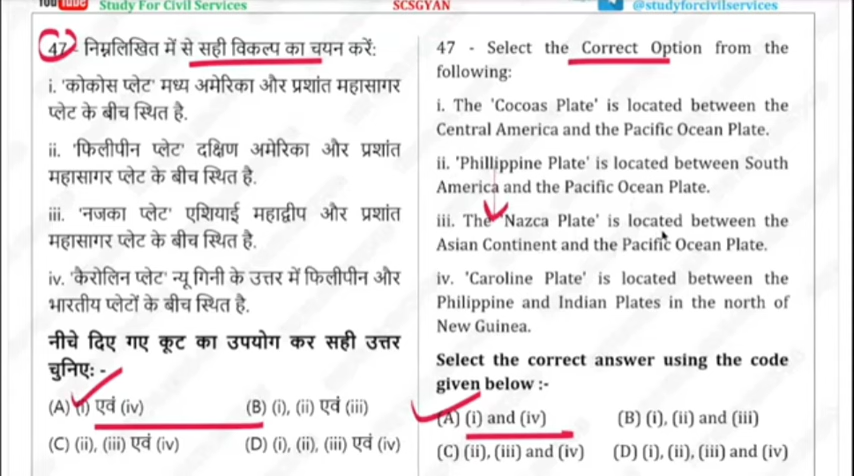 YouTube Study For Civil Services
SCSGYAN
@studyforcivilservices
47 - निम्नलिखित में से सही विकल्प का चयन करें:
i. 'कोकोस प्लेट' मध्य अमेरिका और प्रशांत महासागर
प्लेट के बीच स्थित है.
ii. 'फिलीपीन प्लेट' दक्षिण अमेरिका और प्रशांत
महासागर प्लेट के बीच स्थित है.
iii. 'नजका प्लेट' एशियाई महाद्वीप और प्रशांत
महासागर प्लेट के बीच स्थित है.
iv. 'कैरोलिन प्लेट' न्यू गिनी के उत्तर में फिलीपीन और
भारतीय प्लेटों के बीच स्थित है.
नीचे दिए गए कूट का उपयोग कर सही उत्तर
चुनिए: -
(A) (i) एवं (iv) (B) (i), (ii) एवं (iii)
(C) (ii), (iii) एवं (iv) (D) (i), (ii), (iii) एवं (iv)
47 - Select the Correct Option from the
following:
i. The 'Cocoas Plate' is located between the
Central America and the Pacific Ocean Plate.
ii. 'Phillippine Plate' is located between South
America and the Pacific Ocean Plate.
iii. The 'Nazca Plate' is located between the
Asian Continent and the Pacific Ocean Plate.
iv. 'Caroline Plate' is located between the
Philippine and Indian Plates in the north of
New Guinea.
Select the correct answer using the code
given below :-
(A) (i) and (iv) (B) (i), (ii) and (iii)
(C) (ii), (iii) and (iv) (D) (i), (ii), (iii) and (iv)